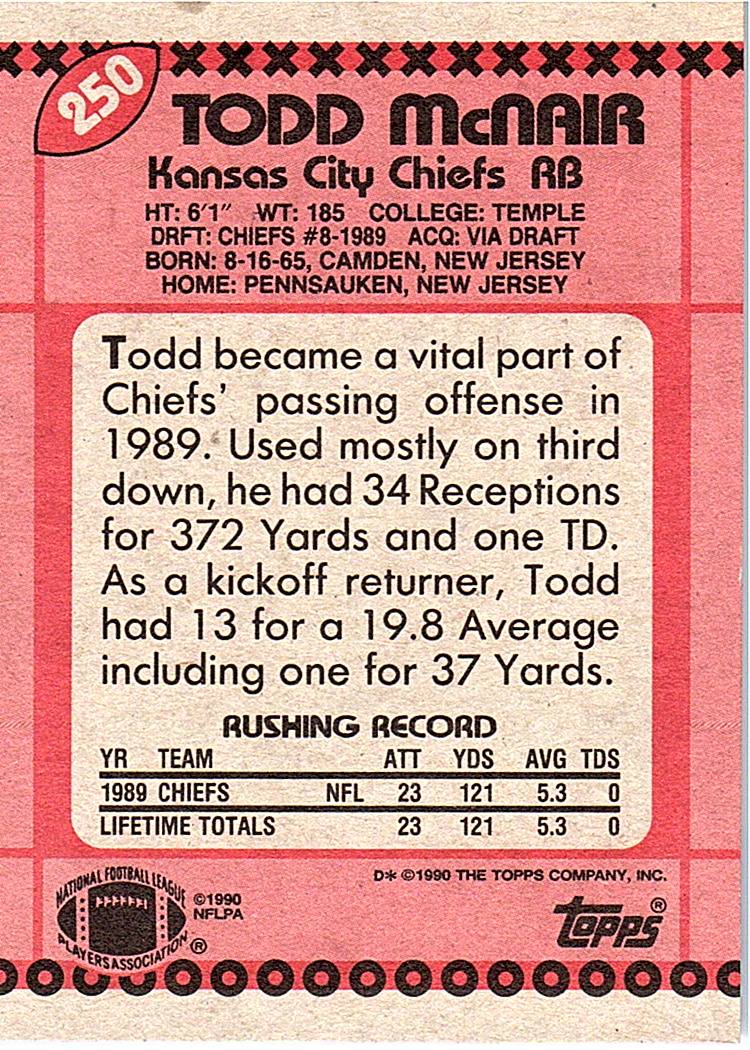 250
TODD McNAIR
Kansas City Chiefs RB
HT: 6'1" WT: 185 COLLEGE: TEMPLE
DRFT: CHIEFS #8-1989 ACQ: VIA DRAFT
BORN: 8-16-65, CAMDEN, NEW JERSEY
HOME: PENNSAUKEN, NEW JERSEY
Todd became a vital part of
Chiefs' passing offense in
1989. Used mostly on third
down, he had 34 Receptions
for 372 Yards and one TD.
As a kickoff returner, Todd
had 13 for a 19.8 Average
including one for 37 Yards.
RUSHING RECORD
YR TEAM ATT YDS AVG TDS
1989 CHIEFS NFL 23 121 5.3 0
LIFETIME TOTALS 23 121 5.3 0
D* ©1990 THE TOPPS COMPANY, INC.
NATIONAL FOOTBALL LEAGUE
PLAYERS ASSOCIATION ®
©1990
NFLPA
topps ®